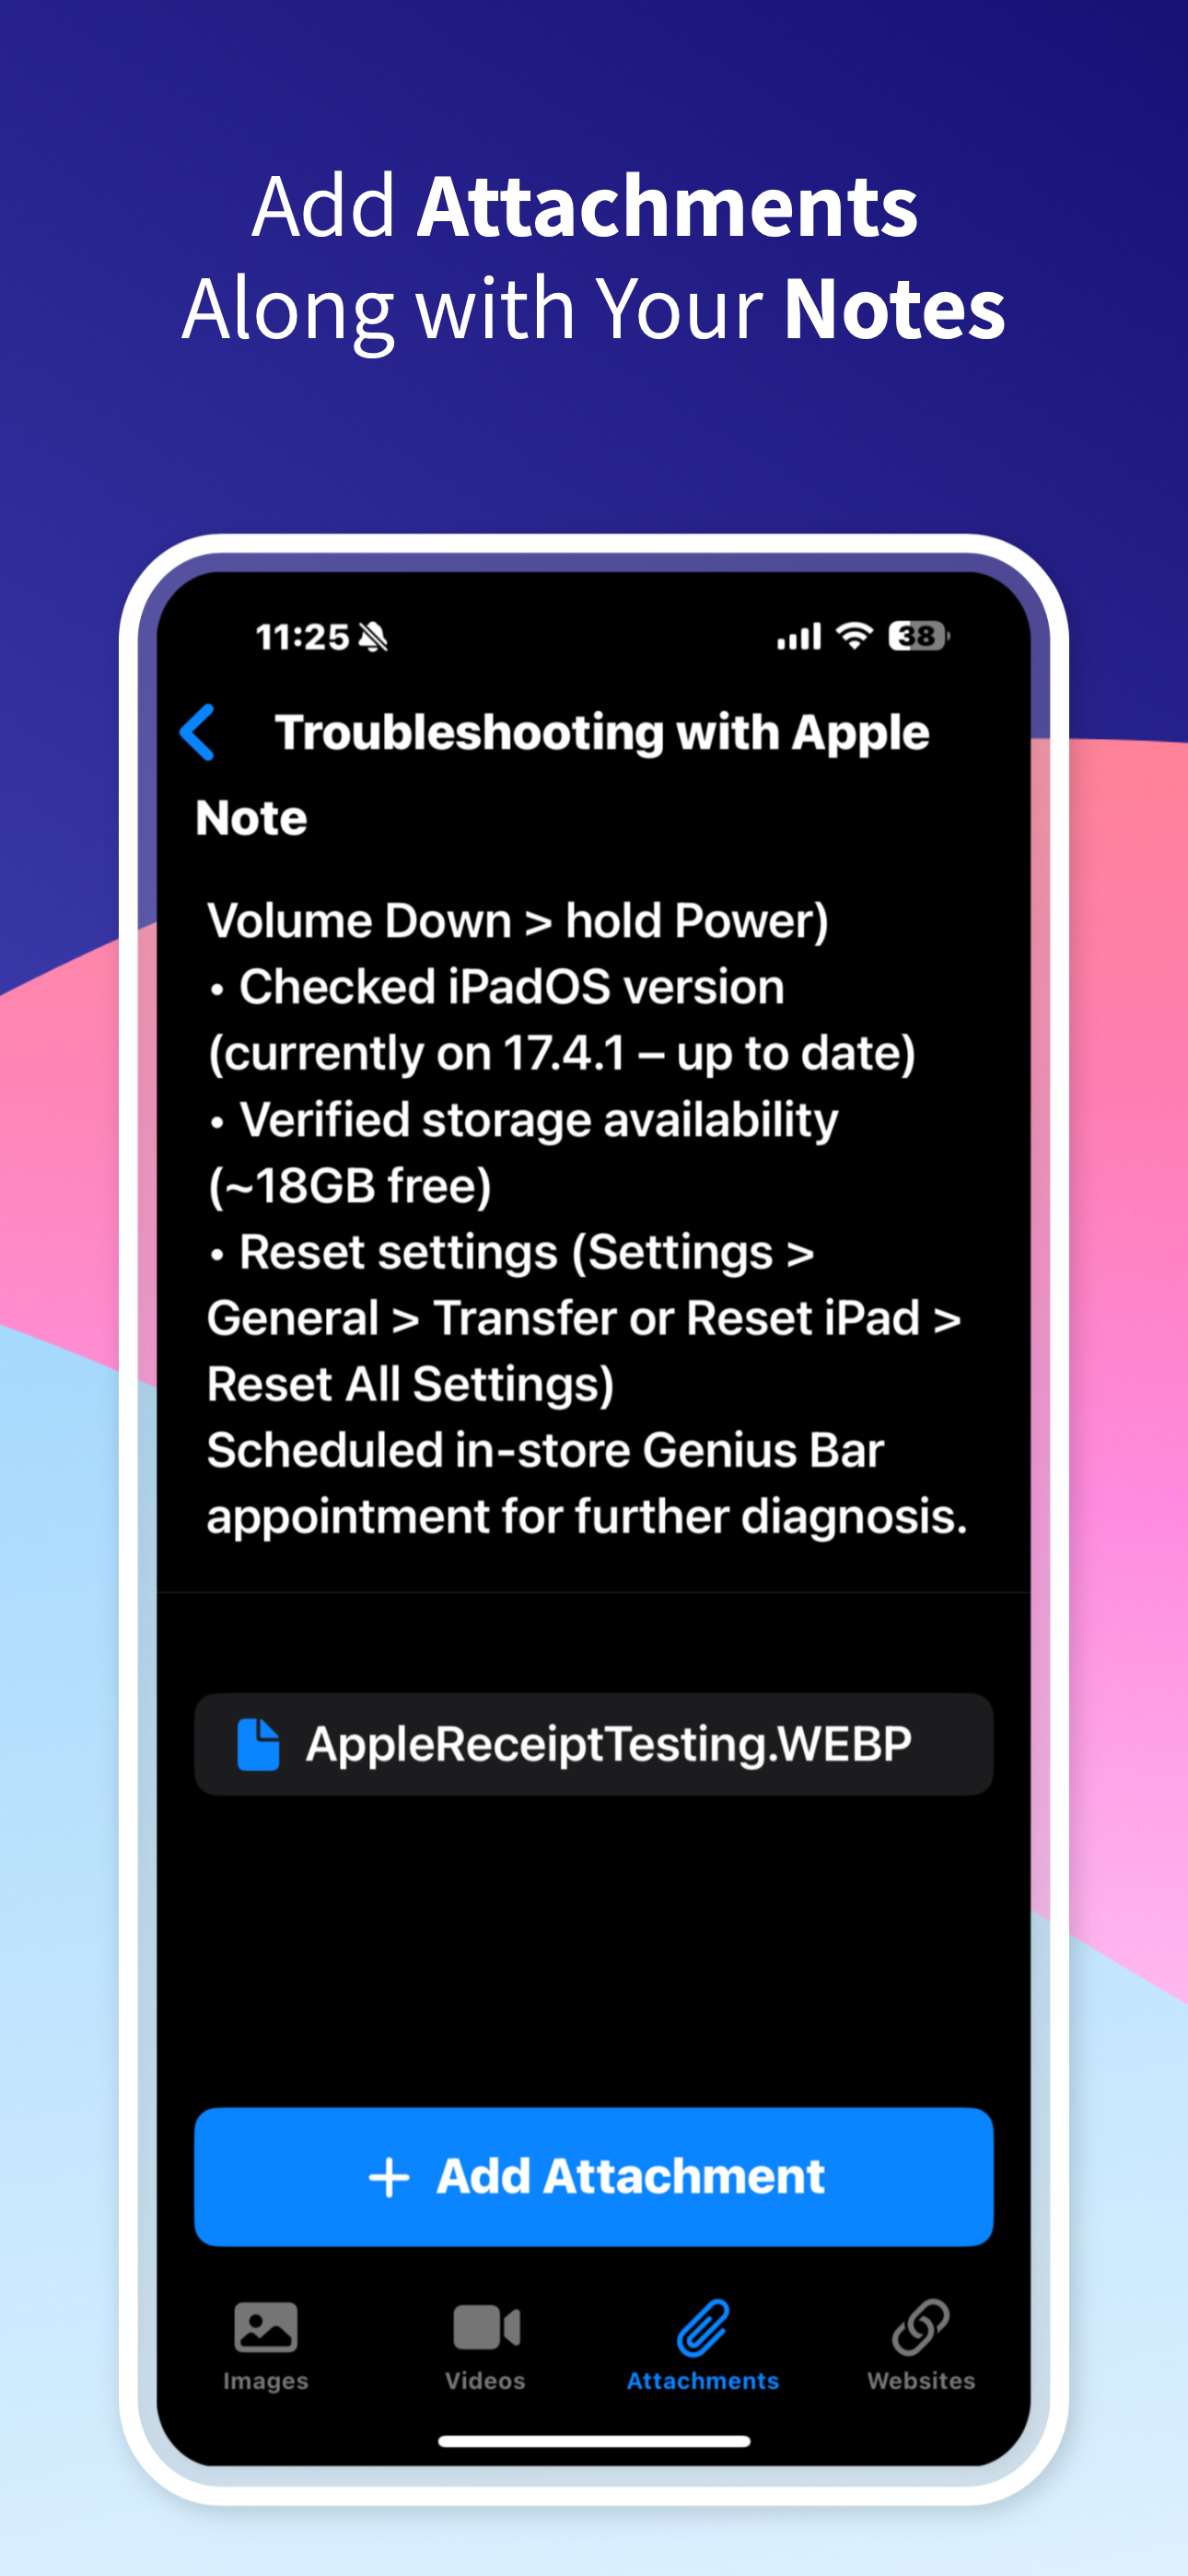 Add Attachments
Along with Your Notes
11:25
38
Troubleshooting with Apple
Note
Volume Down > hold Power)
• Checked iPadOS version
(currently on 17.4.1 – up to date)
• Verified storage availability
(~18GB free)
• Reset settings (Settings >
General > Transfer or Reset iPad >
Reset All Settings)
Scheduled in-store Genius Bar
appointment for further diagnosis.
AppleReceiptTesting.WEBP
+ Add Attachment
Images
Videos
Attachments
Websites